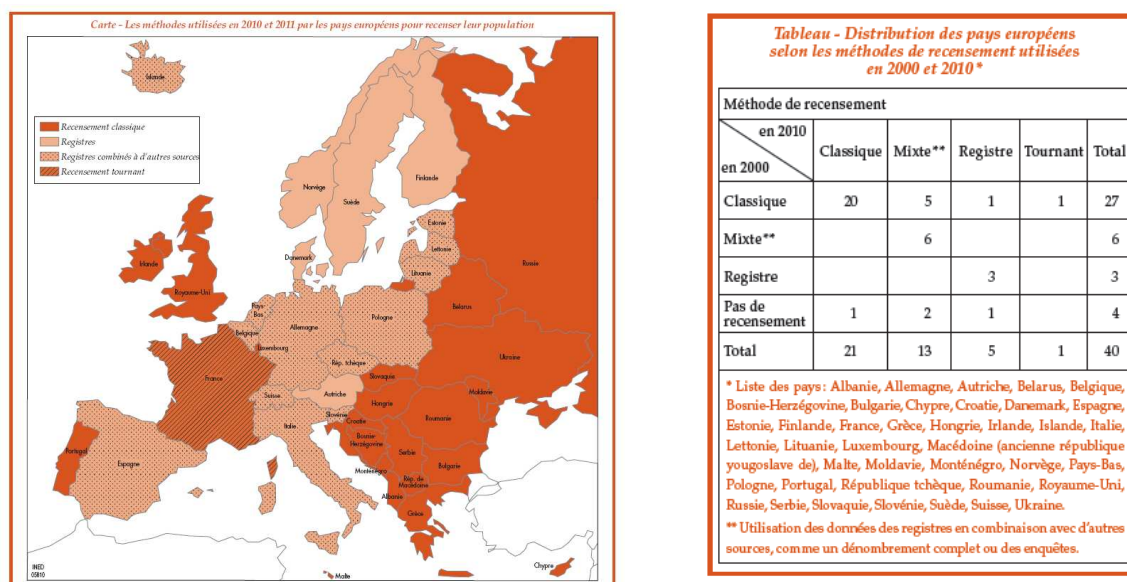 Carte - Les méthodes utilisées en 2010 et 2011 par les pays européens pour recenser leur population
Islande
Recensement classique
Registres
Registres combinés à d'autres sources
Recensement tournant
Norvège
Suède
Finlande
Estonie
Lettonie
Lituanie
Danemark
Russie
Irlande
Royaume-Uni
Belarus
Pays-
Bas
Belgique
Allemagne
Pologne
Luxembourg
Rép. tchèque
Ukraine
France
Slovaquie
Suisse
Autriche
Hongrie
Moldavie
Slovénie
Croatie
Roumanie
Italie
Bosnie-
Herzégovine
Serbie
Portugal
Espagne
Monténégro
Bulgarie
Rép. de
Macédoine
Albanie
Grèce
INED
05810
Malte
Chypre
Tableau - Distribution des pays européens
selon les méthodes de recensement utilisées
en 2000 et 2010*
Méthode de recensement
en 2010
en 2000
Classique Mixte** Registre Tournant Total
Classique 20 5 1 1 27
Mixte** 6 6
Registre 3 3
Pas de
recensement 1 2 1 4
Total 21 13 5 1 40
* Liste des pays : Albanie, Allemagne, Autriche, Belarus, Belgique,
Bosnie-Herzégovine, Bulgarie, Chypre, Croatie, Danemark, Espagne,
Estonie, Finlande, France, Grèce, Hongrie, Irlande, Islande, Italie,
Lettonie, Lituanie, Luxembourg, Macédoine (ancienne république
yougoslave de), Malte, Moldavie, Monténégro, Norvège, Pays-Bas,
Pologne, Portugal, République tchèque, Roumanie, Royaume-Uni,
Russie, Serbie, Slovaquie, Slovénie, Suède, Suisse, Ukraine.
** Utilisation des données des registres en combinaison avec d'autres
sources, comme un dénombrement complet ou des enquêtes.